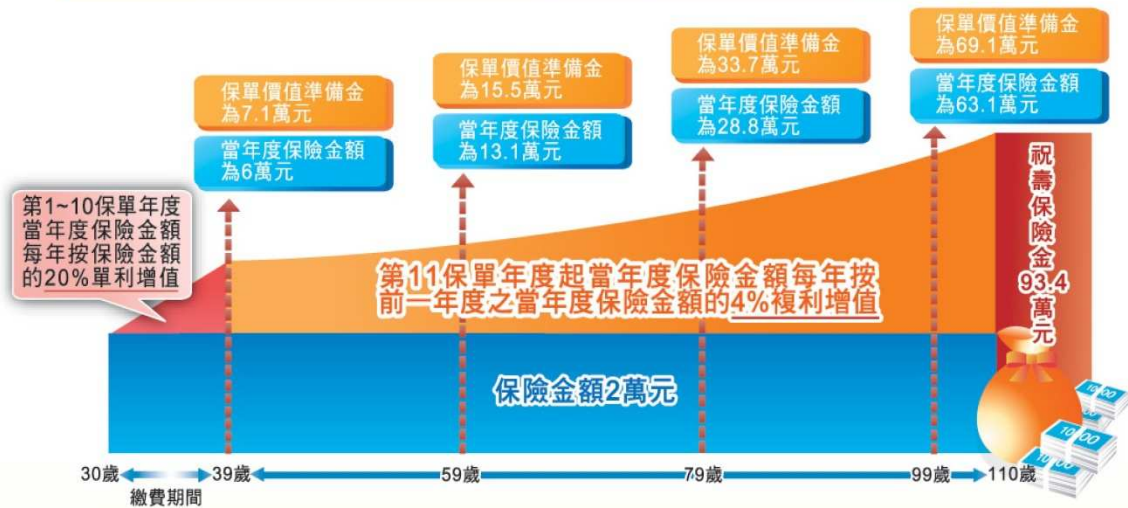 保單價值準備金
為7.1萬元
當年度保險金額
為6萬元
保單價值準備金
為15.5萬元
當年度保險金額
為13.1萬元
保單價值準備金
為33.7萬元
當年度保險金額
為28.8萬元
保單價值準備金
為69.1萬元
當年度保險金額
為63.1萬元
第1~10保單年度
當年度保險金額
每年按保險金額
的20%單利增值
第11保單年度起當年度保險金額每年按
前一年度之當年度保險金額的4%複利增值
祝壽保險金93.4萬元
保險金額2萬元
30歲
39歲
59歲
79歲
99歲
110歲
繳費期間